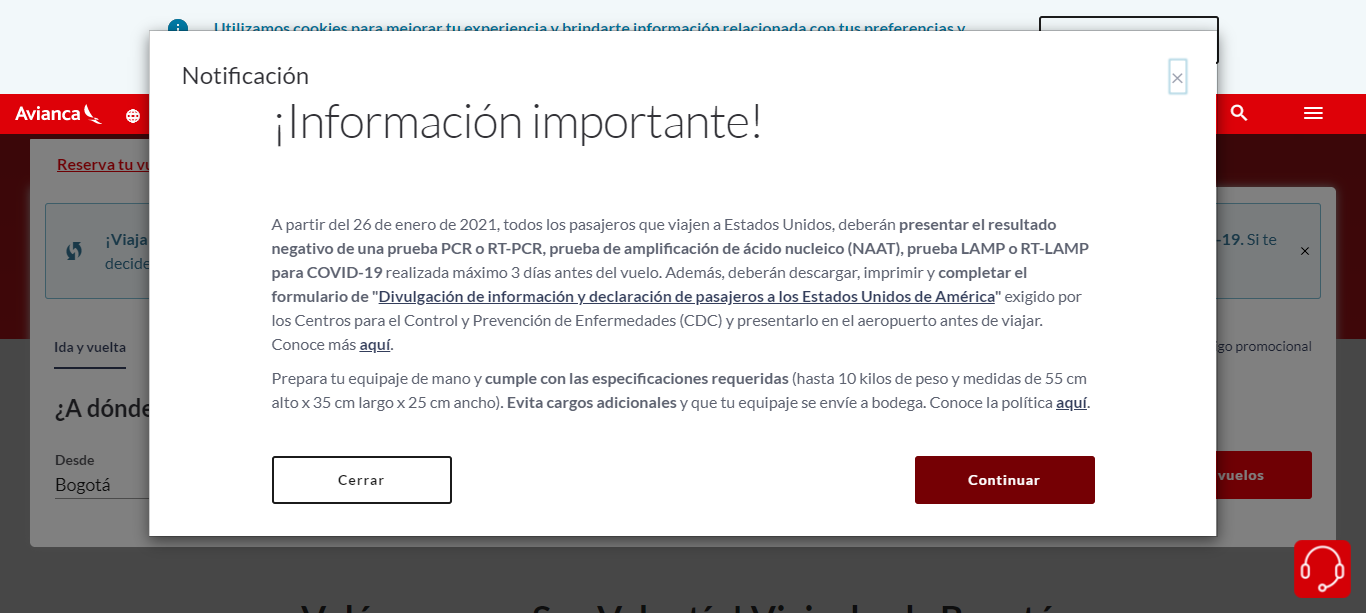 Utilizamos cookies para mejorar tu experiencia y brindarte información relacionada con tus preferencias y
Notificación
×
Avianca
¡Información importante!
Reserva tu
A partir del 26 de enero de 2021, todos los pasajeros que viajen a Estados Unidos, deberán presentar el resultado
negativo de una prueba PCR o RT-PCR, prueba de amplificación de ácido nucleico (NAAT), prueba LAMP o RT-LAMP
para COVID-19 realizada máximo 3 días antes del vuelo. Además, deberán descargar, imprimir y completar el
formulario de "Divulgación de información y declaración de pasajeros a los Estados Unidos de América" exigido por
los Centros para el Control y Prevención de Enfermedades (CDC) y presentarlo en el aeropuerto antes de viajar.
Conoce más aquí.
Prepara tu equipaje de mano y cumple con las especificaciones requeridas (hasta 10 kilos de peso y medidas de 55 cm
alto x 35 cm largo x 25 cm ancho). Evita cargos adicionales y que tu equipaje se envíe a bodega. Conoce la política aquí.
Cerrar
Continuar
¡Viaja
decide
-19. Si te
×
Ida y vuelta
promocional
¿A dónde
Desde
Bogotá
vuelos